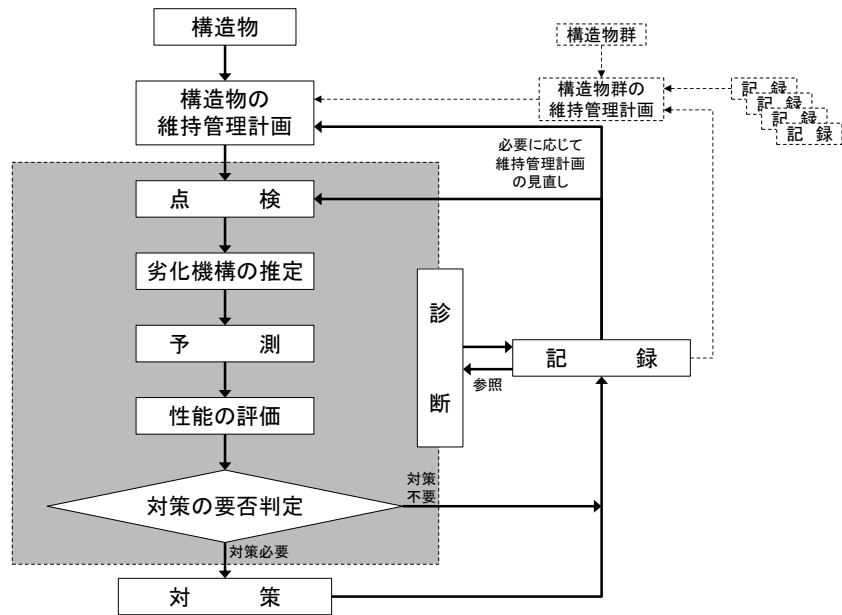 構造物
構造物群
構造物の
維持管理計画
構造物群の
維持管理計画
記　録
記　録
記　録
記　録
必要に応じて
維持管理計画
の見直し
点　検
劣化機構の推定
予　測
性能の評価
診
断
記　録
参照
対策の要否判定
対策
不要
対策必要
対　策